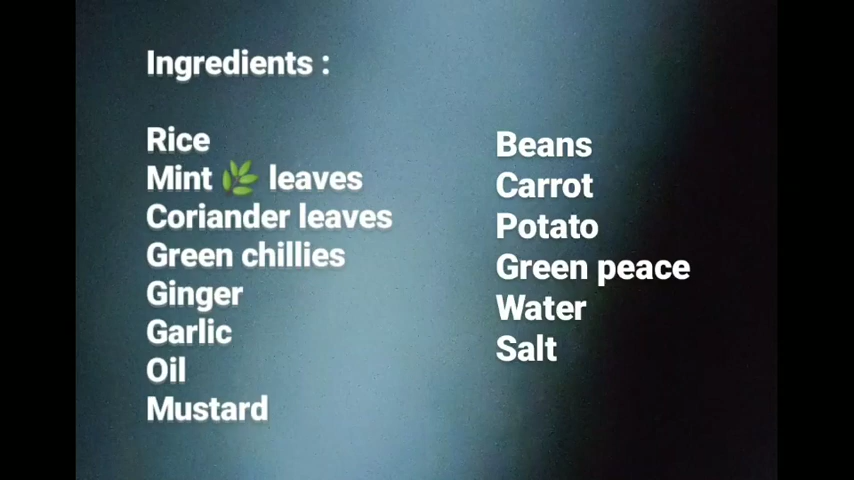 Ingredients :
Rice
Mint 🌿 leaves
Coriander leaves
Green chillies
Ginger
Garlic
Oil
Mustard
Beans
Carrot
Potato
Green peace
Water
Salt